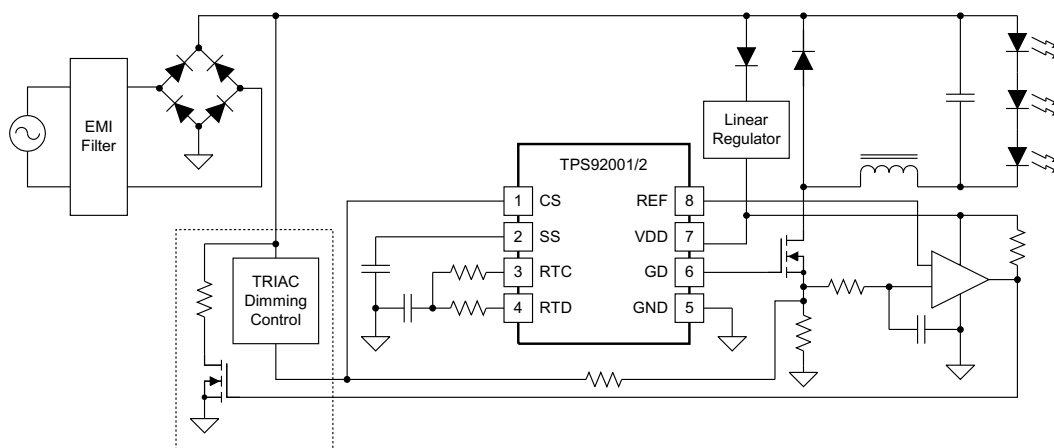 EMI
Filter
Linear
Regulator
TPS92001/2
1 CS REF 8
2 SS VDD 7
3 RTC GD 6
4 RTD GND 5
TRIAC
Dimming
Control